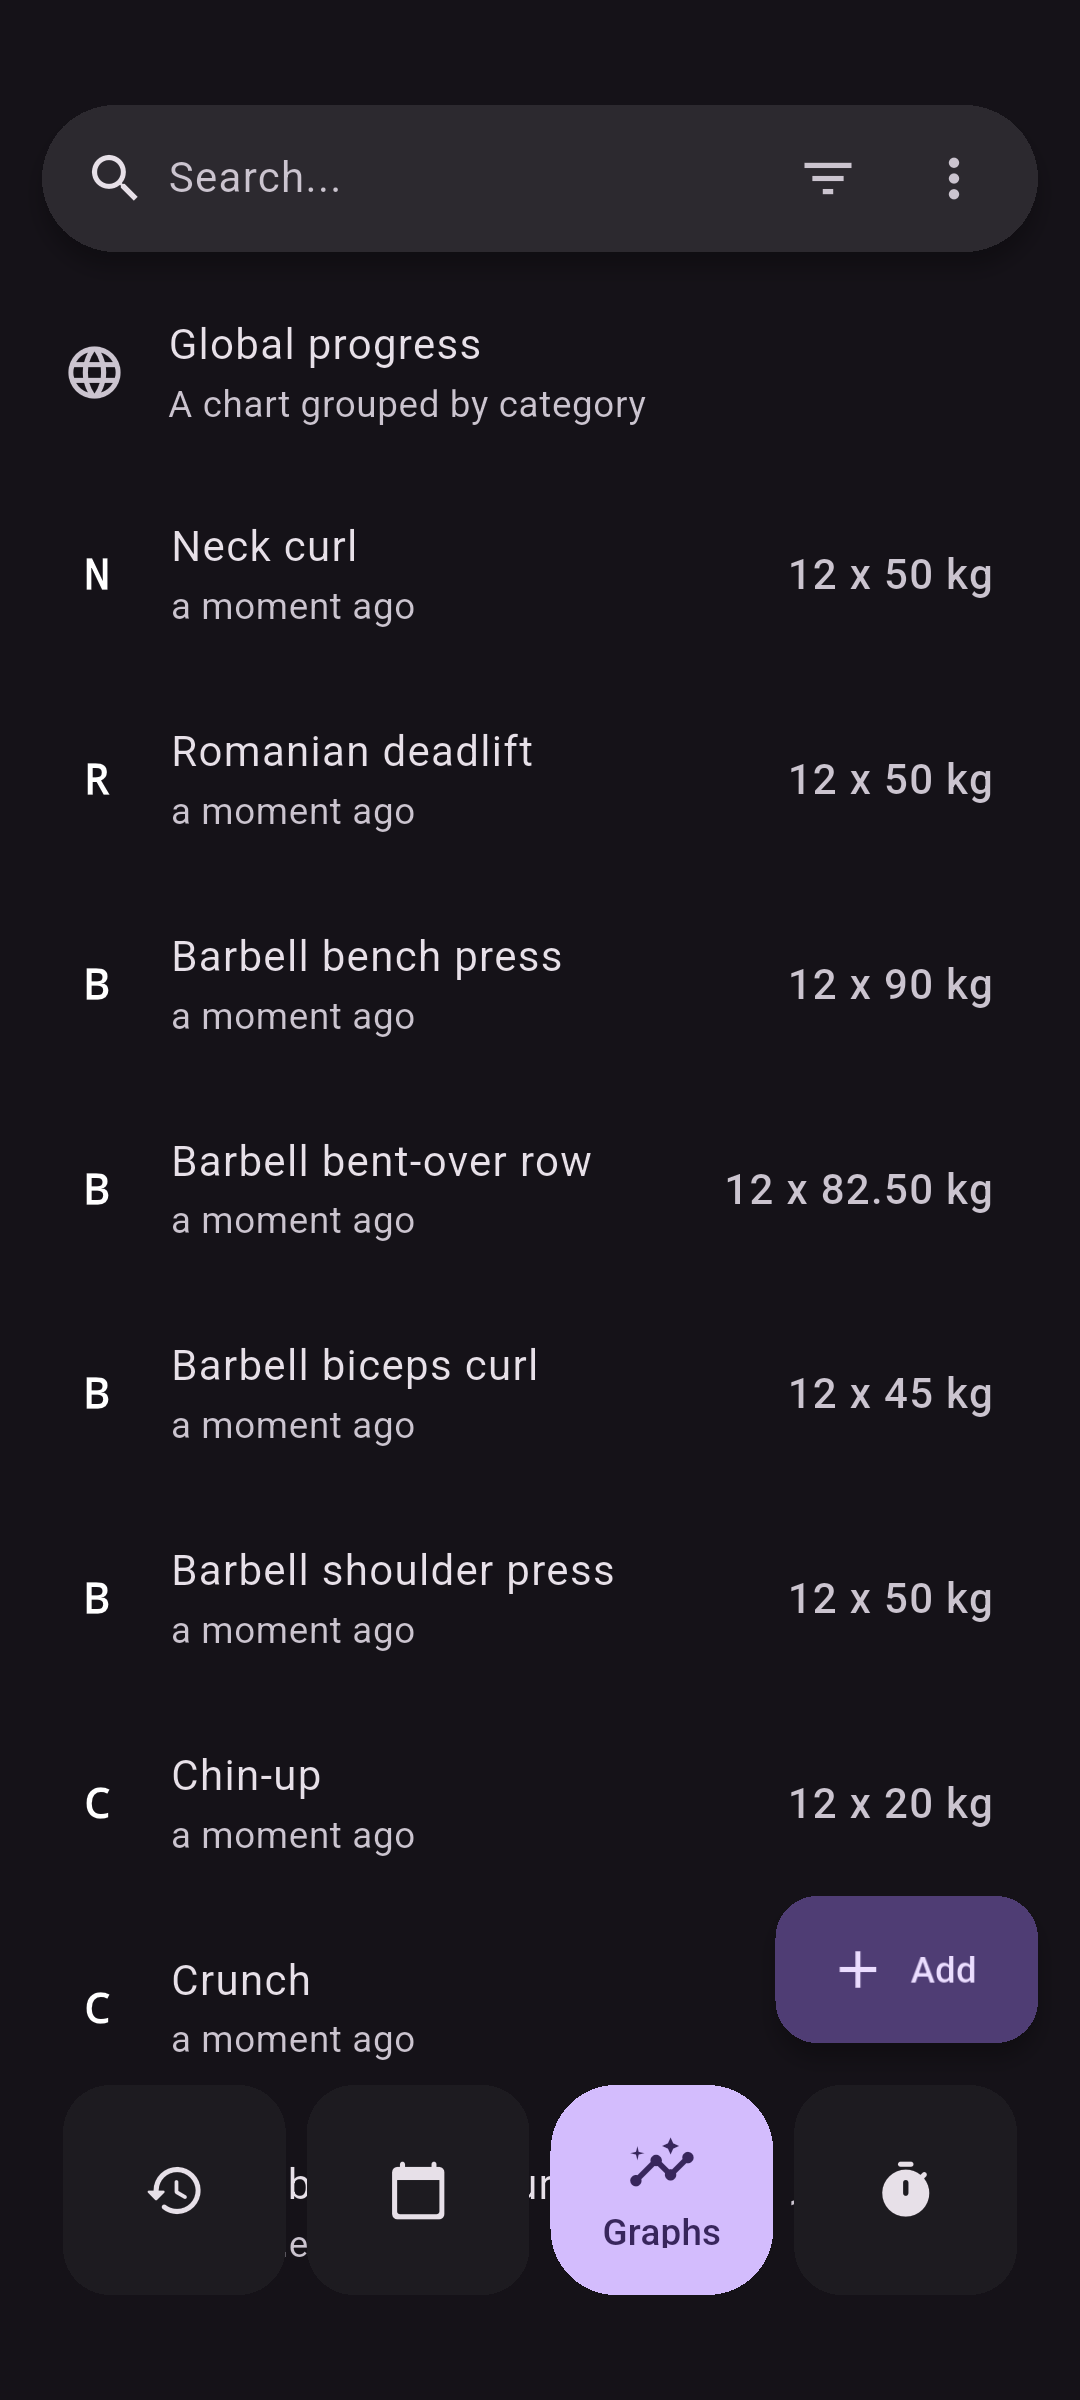 Search...
Global progress
A chart grouped by category
N
Neck curl
a moment ago
12 x 50 kg
R
Romanian deadlift
a moment ago
12 x 50 kg
B
Barbell bench press
a moment ago
12 x 90 kg
B
Barbell bent-over row
a moment ago
12 x 82.50 kg
B
Barbell biceps curl
a moment ago
12 x 45 kg
B
Barbell shoulder press
a moment ago
12 x 50 kg
C
Chin-up
a moment ago
12 x 20 kg
C
Crunch
a moment ago
Add
Graphs